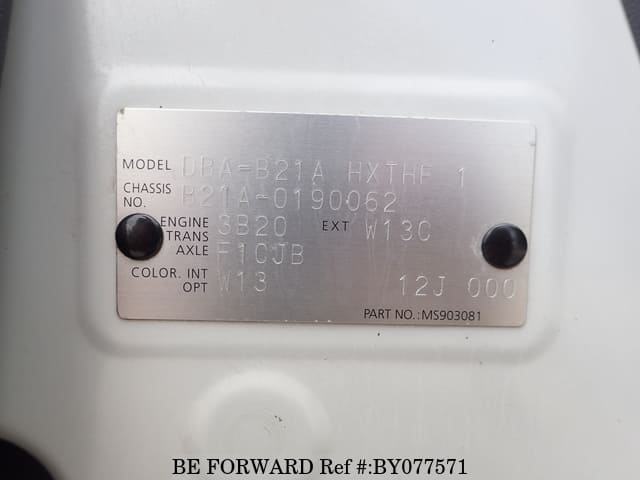 MODEL DBA-B21A HXTHF 1
CHASSIS NO. B21A-0190062
ENGINE 3B20 EXT W13C
TRANS AXLE F1CJB
COLOR. INT OPT W13 12J 000
PART NO.:MS903081
BE FORWARD Ref #:BY077571